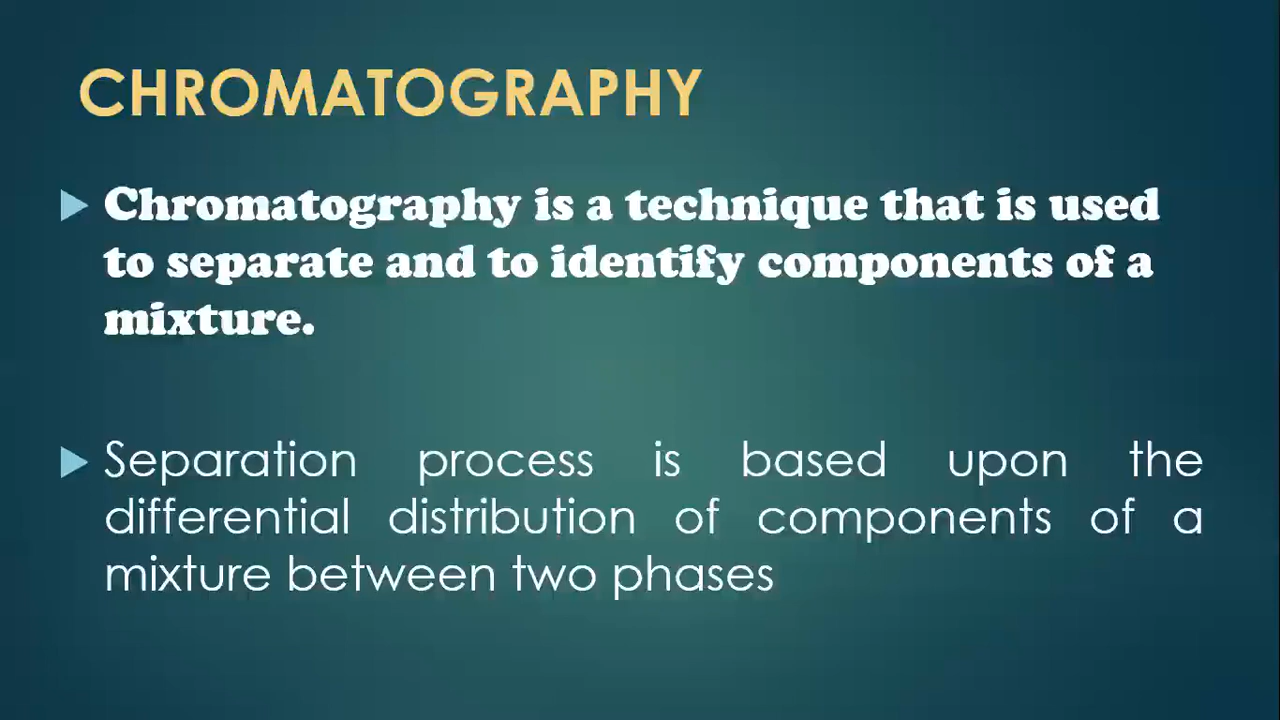 CHROMATOGRAPHY
Chromatography is a technique that is used
to separate and to identify components of a
mixture.
Separation process is based upon the
differential distribution of components of a
mixture between two phases